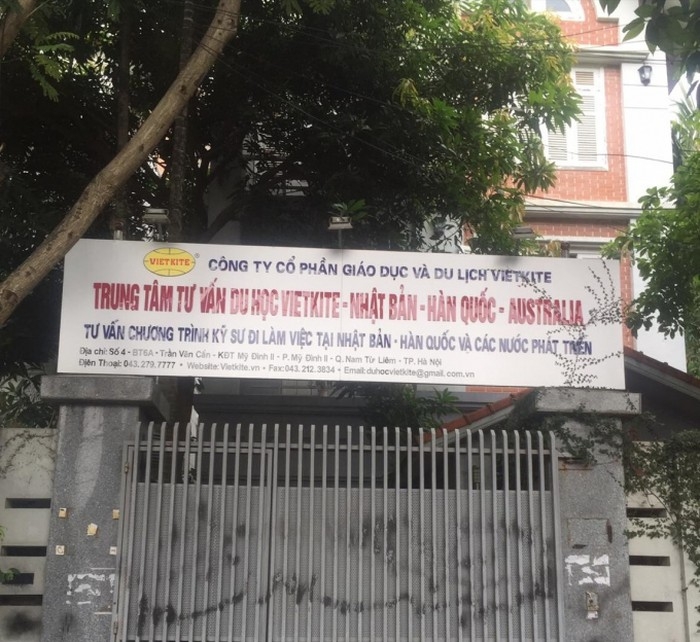 VIETKITE
CÔNG TY CỔ PHẦN GIÁO DỤC VÀ DU LỊCH VIETKITE
TRUNG TÂM TƯ VẤN DU HỌC VIETKITE - NHẬT BẢN - HÀN QUỐC - AUSTRALIA
TƯ VẤN CHƯƠNG TRÌNH KỸ SƯ ĐI LÀM VIỆC TẠI NHẬT BẢN - HÀN QUỐC VÀ CÁC NƯỚC PHÁT TRIỂN
Địa chỉ: Số 4 - BT6A - Trần Văn Cẩn - KĐT Mỹ Đình II - P. Mỹ Đình II - Q. Nam Từ Liêm - TP. Hà Nội
Điện Thoại: 043.279.7777 • Website: Vietkite.vn • Fax: 043.212.3834 • Email: duhocvietkite@gmail.com.vn